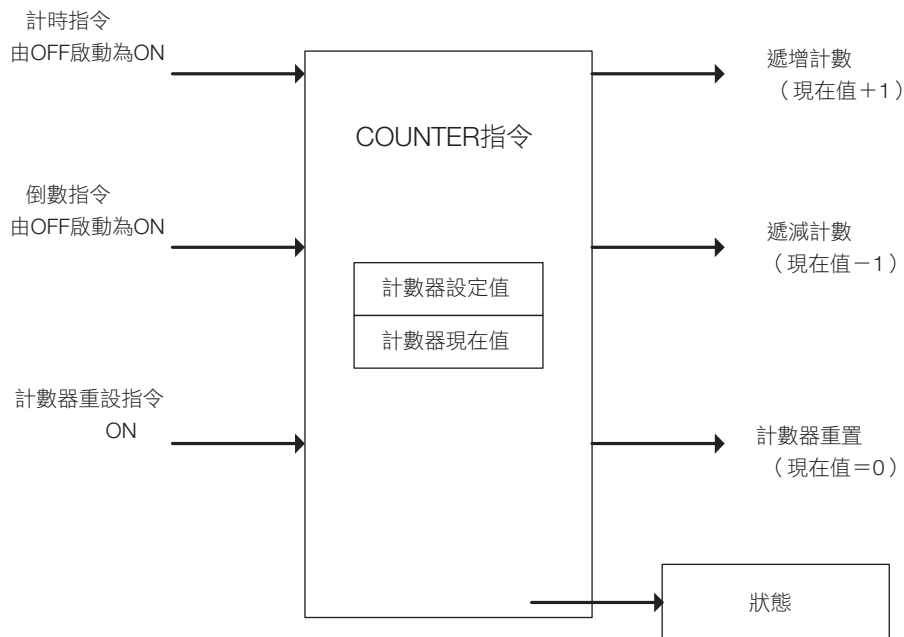 計時指令
由OFF啟動為ON
遞增計數
（現在值＋1）
COUNTER指令
倒數指令
由OFF啟動為ON
遞減計數
（現在值－1）
計數器設定值
計數器現在值
計數器重設指令
ON
計數器重置
（現在值＝0）
狀態